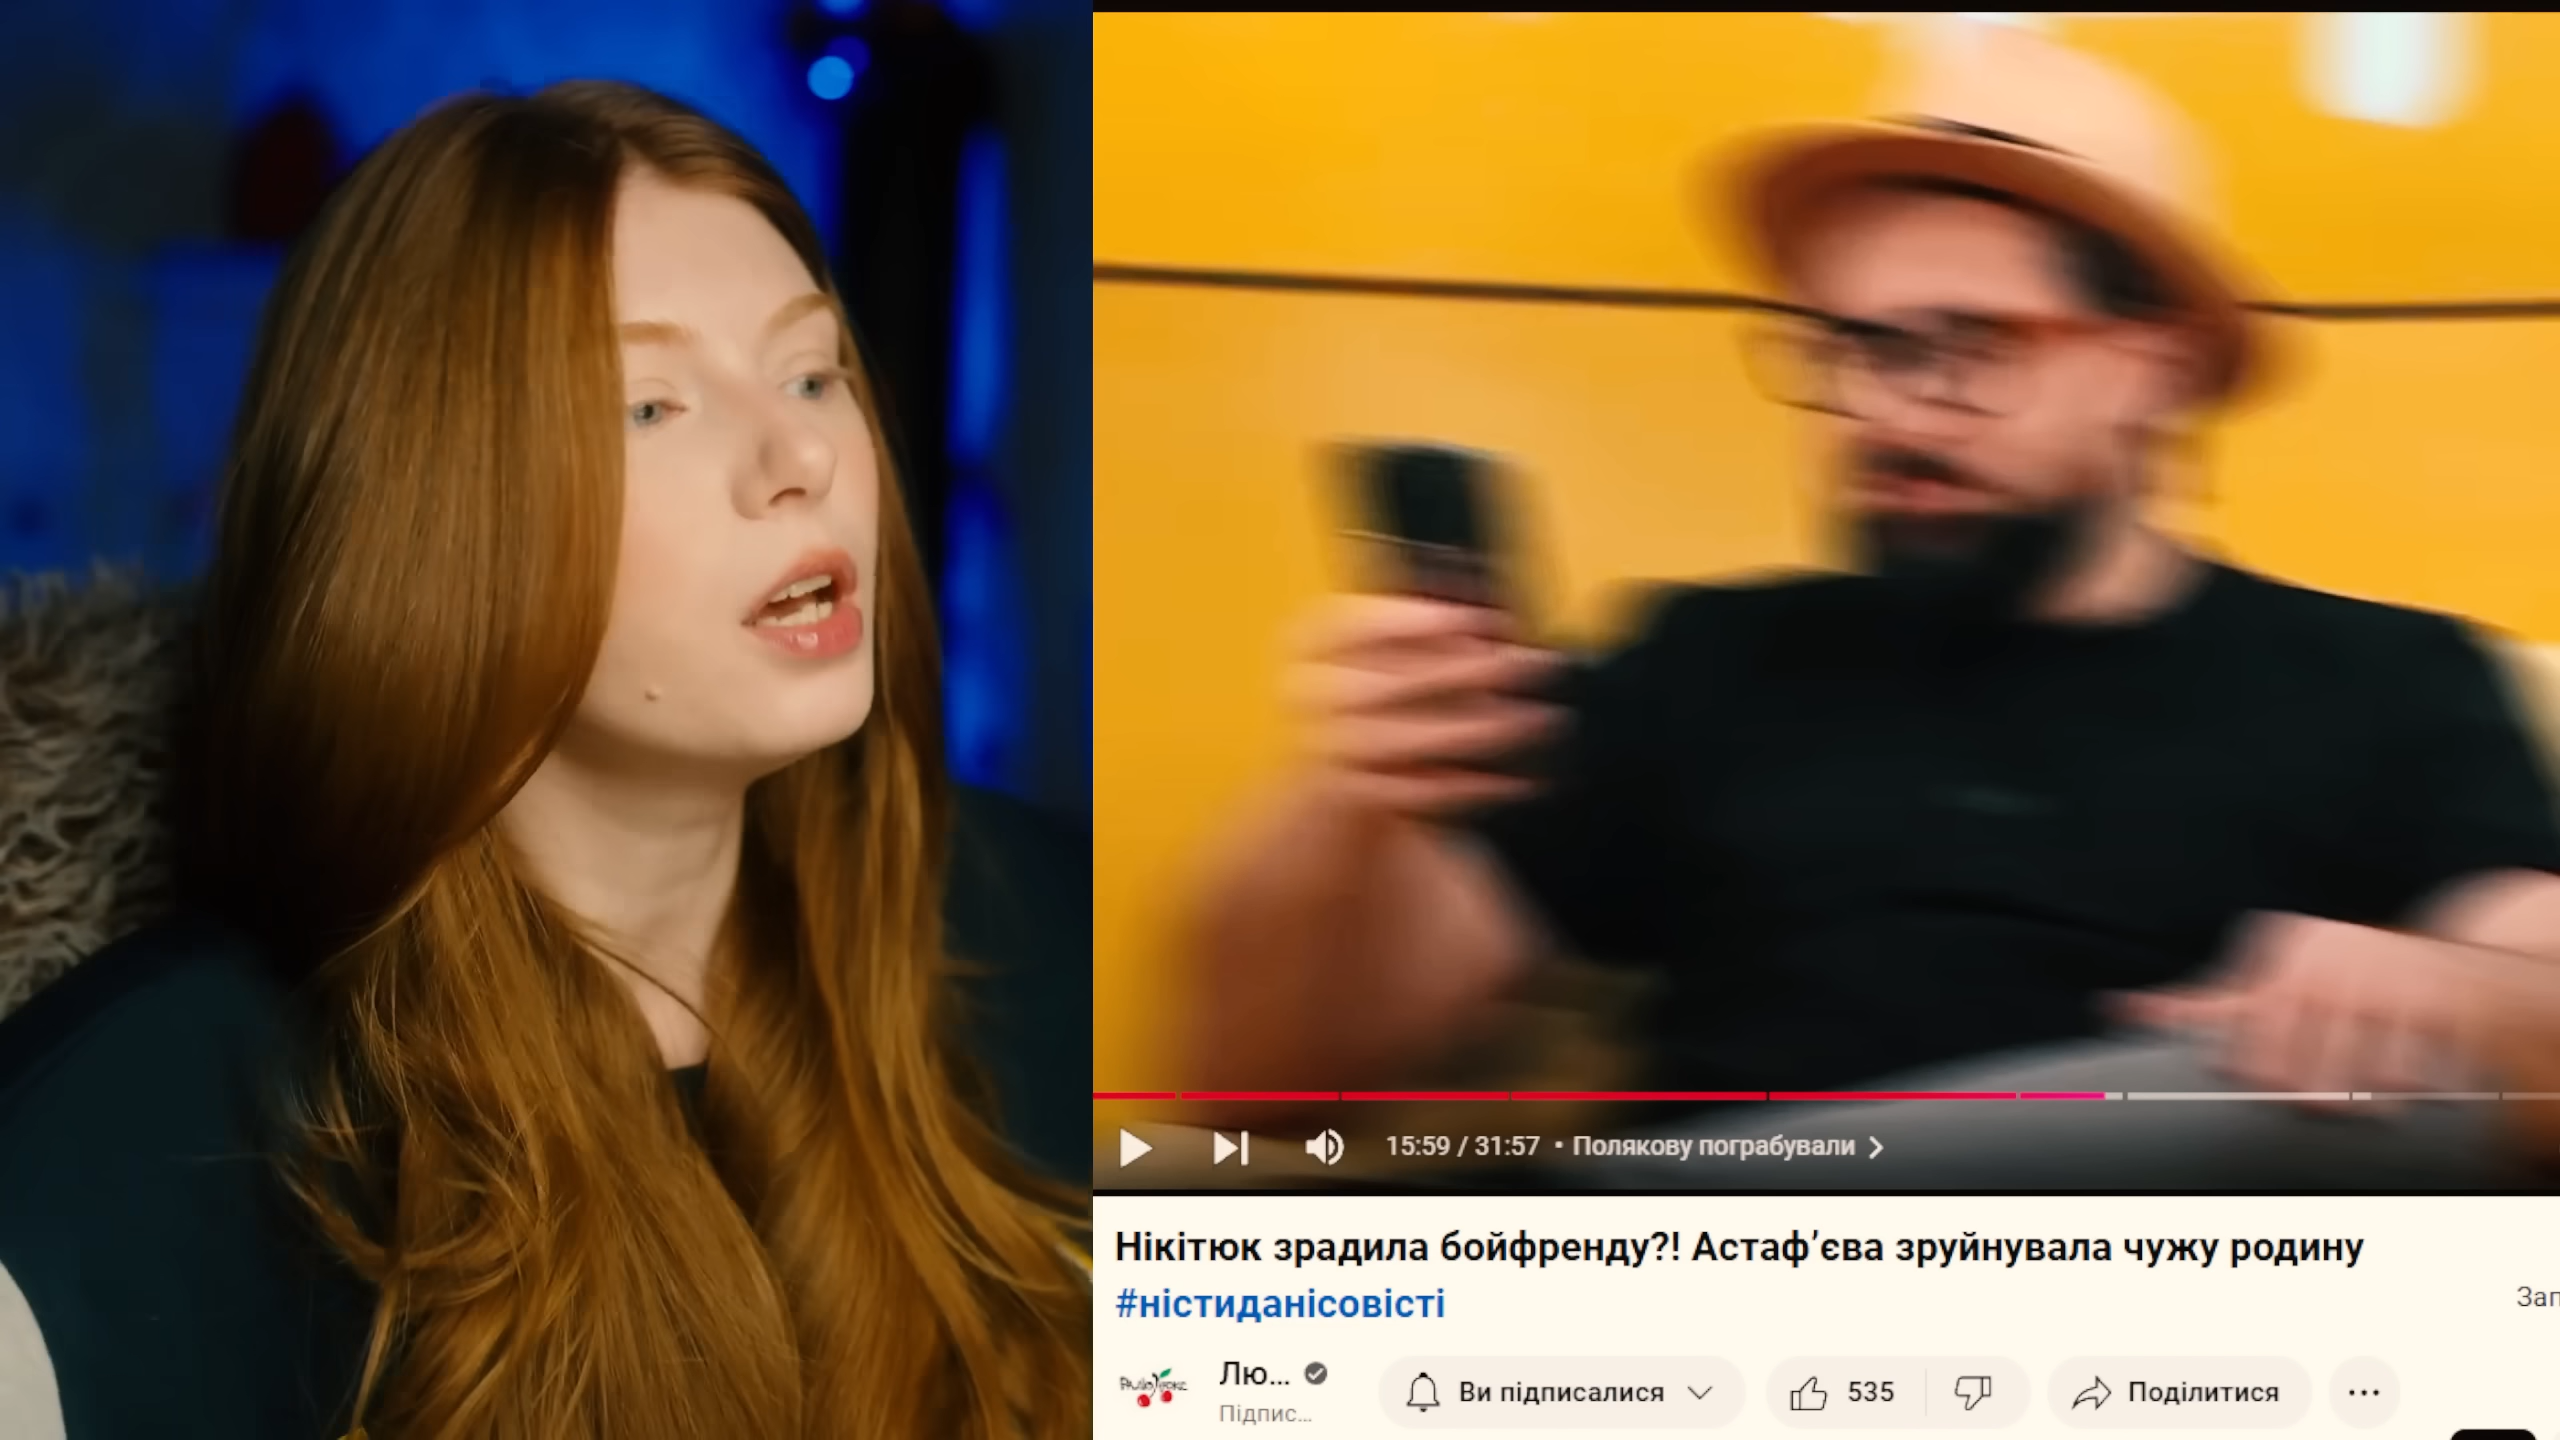 15:59 / 31:57 • Полякову пограбували
Нікітюк зрадила бойфренду?! Астаф’єва зруйнувала чужу родину
#ністиданісовісті
Зап
Лю...
Підпис...
Ви підписалися
535
Поділитися